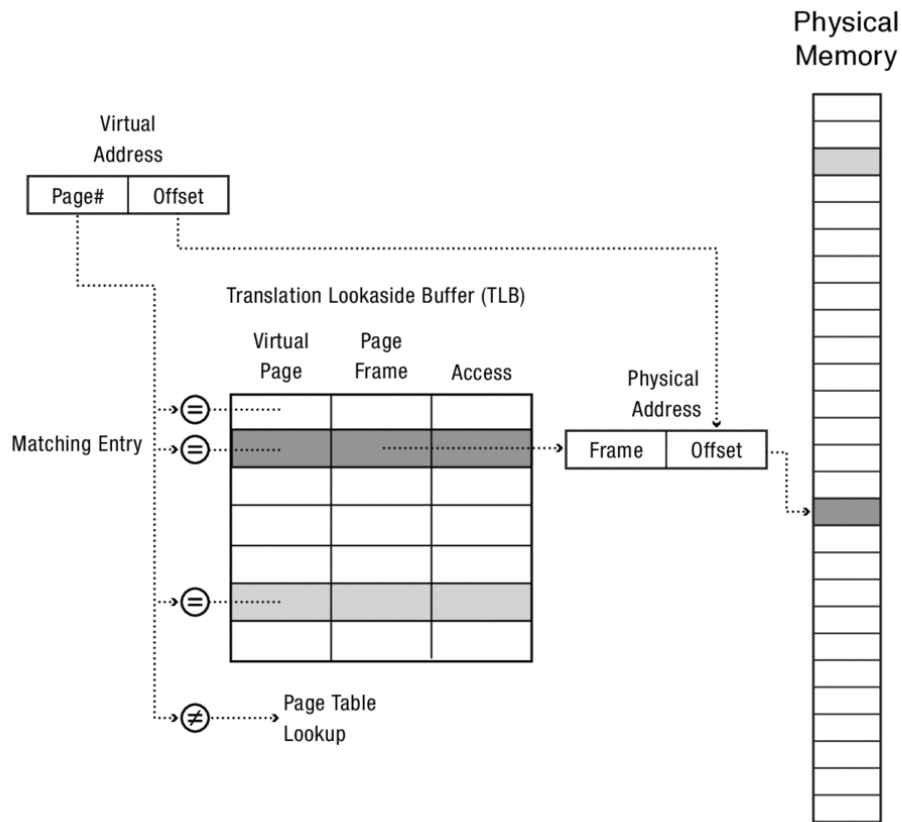 Physical
Memory
Virtual
Address
Page# Offset
Translation Lookaside Buffer (TLB)
Virtual
Page
Page
Frame
Access
Physical
Address
Matching Entry
=
=
Frame Offset
=
≠
Page Table
Lookup